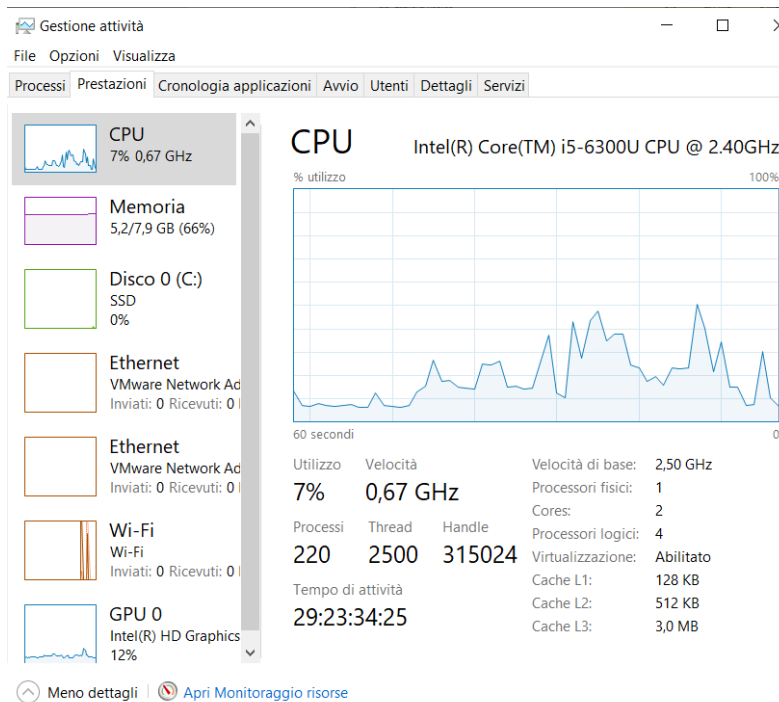 Gestione attività
File Opzioni Visualizza
Processi Prestazioni Cronologia applicazioni Avvio Utenti Dettagli Servizi
CPU
7% 0,67 GHz
Memoria
5,2/7,9 GB (66%)
Disco 0 (C:)
SSD
0%
Ethernet
VMware Network Ad
Inviati: 0 Ricevuti: 0
Ethernet
VMware Network Ad
Inviati: 0 Ricevuti: 0
Wi-Fi
Wi-Fi
Inviati: 0 Ricevuti: 0
GPU 0
Intel(R) HD Graphics
12%
CPU Intel(R) Core(TM) i5-6300U CPU @ 2.40GHz
% utilizzo 100%
60 secondi 0
Utilizzo Velocità
7% 0,67 GHz
Processi Thread Handle
220 2500 315024
Tempo di attività
29:23:34:25
Velocità di base: 2,50 GHz
Processori fisici: 1
Cores: 2
Processori logici: 4
Virtualizzazione: Abilitato
Cache L1: 128 KB
Cache L2: 512 KB
Cache L3: 3,0 MB
Meno dettagli Apri Monitoraggio risorse